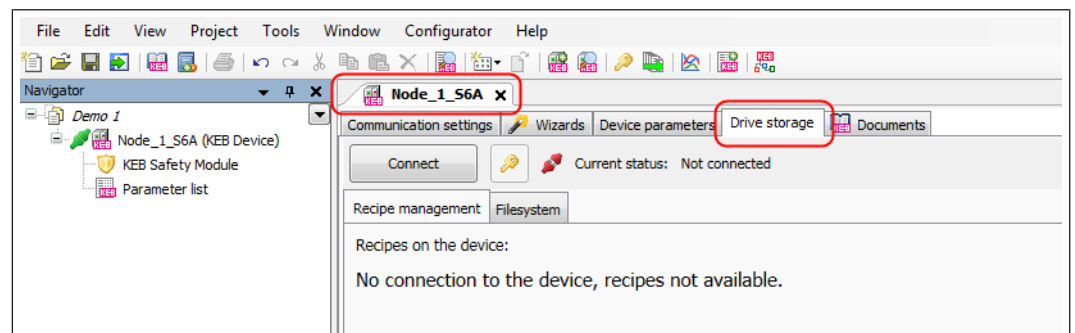 File Edit View Project Tools Window Configurator Help
Navigator
Node_1_S6A
Demo 1
Node_1_S6A (KEB Device)
KEB Safety Module
Parameter list
Communication settings Wizards Device parameters Drive storage Documents
Connect Current status: Not connected
Recipe management Filesystem
Recipes on the device:
No connection to the device, recipes not available.